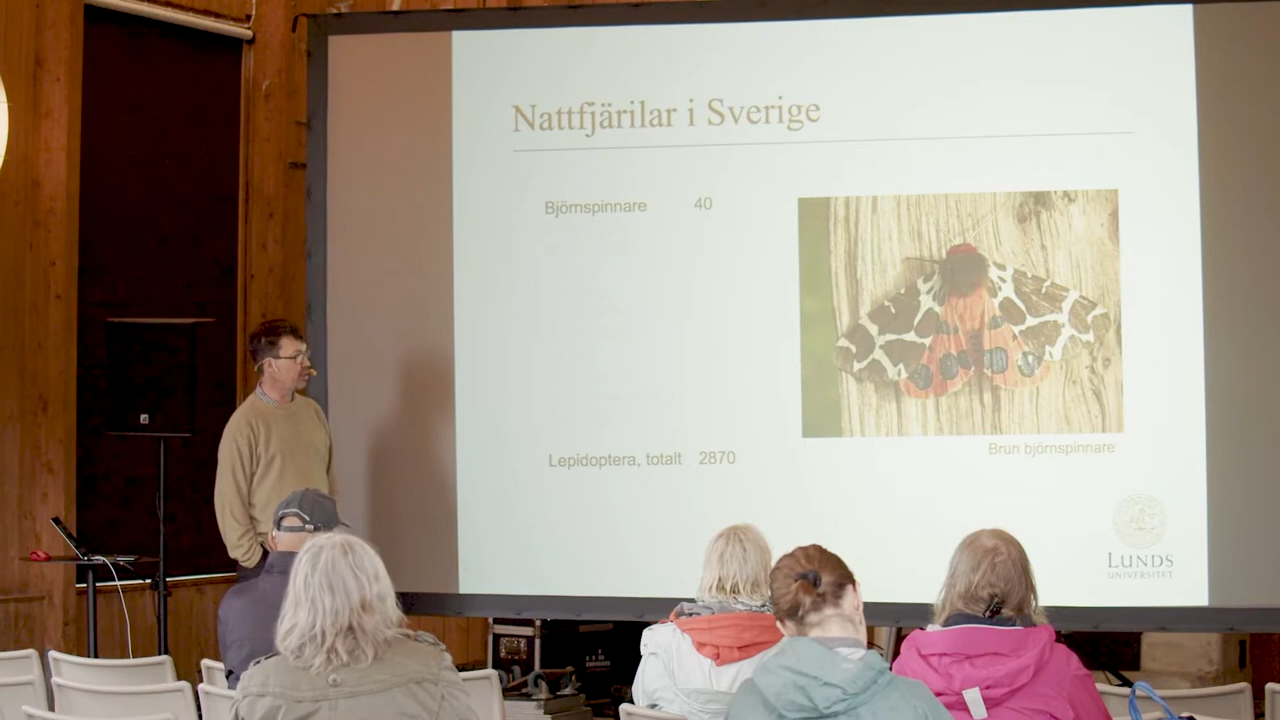 Nattfjärilar i Sverige
Björnspinnare 40
Lepidoptera, totalt 2870
Brun björnspinnare
LUNDS
UNIVERSITET